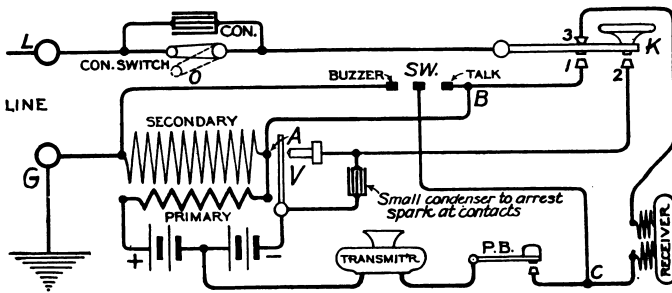 CON.
L
CON. SWITCH
O
3
K
1
2
BUZZER
SW.
TALK
B
LINE
SECONDARY
A
G
V
Small condenser to arrest
spark at contacts
PRIMARY
+
−
TRANSMIT'R.
P.B.
C
RECEIVER